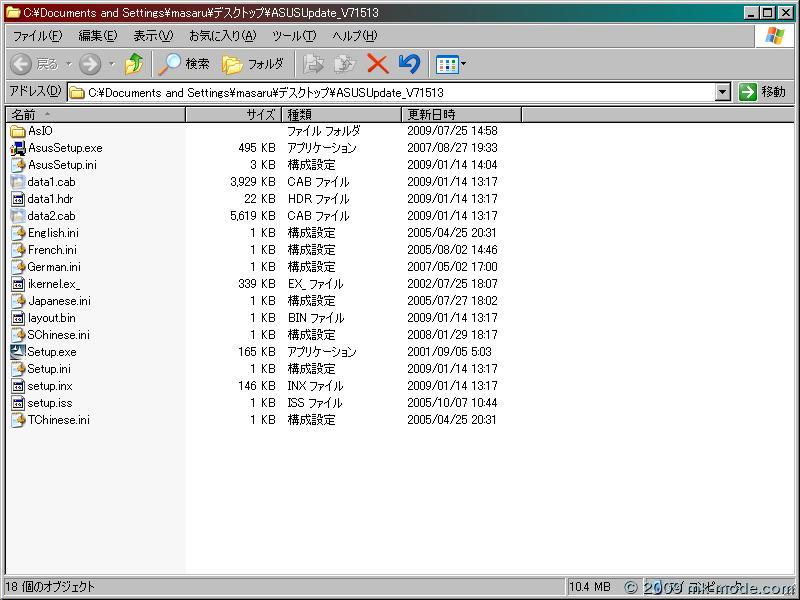 C:¥Documents and Settings¥masaru¥デスクトップ¥ASUSUpdate_V71513
ファイル(F) 編集(E) 表示(V) お気に入り(A) ツール(T) ヘルプ(H)
戻る 検索 フォルダ
アドレス(D) C:¥Documents and Settings¥masaru¥デスクトップ¥ASUSUpdate_V71513 移動
名前 サイズ 種類 更新日時
AsIO ファイル フォルダ 2009/07/25 14:58
AsusSetup.exe 495 KB アプリケーション 2007/08/27 19:33
AsusSetup.ini 3 KB 構成設定 2009/01/14 14:04
data1.cab 3,929 KB CAB ファイル 2009/01/14 13:17
data1.hdr 22 KB HDR ファイル 2009/01/14 13:17
data2.cab 5,619 KB CAB ファイル 2009/01/14 13:17
English.ini 1 KB 構成設定 2005/04/25 20:31
French.ini 1 KB 構成設定 2005/08/02 14:46
German.ini 1 KB 構成設定 2007/05/02 17:00
ikernel.ex_ 339 KB EX_ ファイル 2002/07/25 18:07
Japanese.ini 1 KB 構成設定 2005/07/27 18:02
layout.bin 1 KB BIN ファイル 2009/01/14 13:17
SChinese.ini 1 KB 構成設定 2008/01/29 18:17
Setup.exe 165 KB アプリケーション 2001/09/05 5:03
Setup.ini 1 KB 構成設定 2009/01/14 13:17
setup.inx 146 KB INX ファイル 2009/01/14 13:17
setup.iss 1 KB ISS ファイル 2005/10/07 10:44
TChinese.ini 1 KB 構成設定 2005/04/25 20:31
18 個のオブジェクト 10.4 MB マイ コンピュータ
© 2009 mk-mode.com